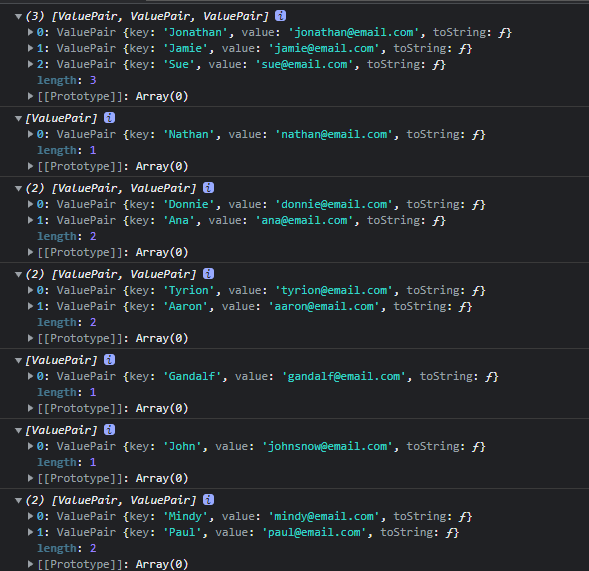 ▼(3) [ValuePair, ValuePair, ValuePair] i
▶0: ValuePair {key: 'Jonathan', value: 'jonathan@email.com', toString: ƒ}
▶1: ValuePair {key: 'Jamie', value: 'jamie@email.com', toString: ƒ}
▶2: ValuePair {key: 'Sue', value: 'sue@email.com', toString: ƒ}
length: 3
▶[[Prototype]]: Array(0)
▼[ValuePair] i
▶0: ValuePair {key: 'Nathan', value: 'nathan@email.com', toString: ƒ}
length: 1
▶[[Prototype]]: Array(0)
▼(2) [ValuePair, ValuePair] i
▶0: ValuePair {key: 'Donnie', value: 'donnie@email.com', toString: ƒ}
▶1: ValuePair {key: 'Ana', value: 'ana@email.com', toString: ƒ}
length: 2
▶[[Prototype]]: Array(0)
▼(2) [ValuePair, ValuePair] i
▶0: ValuePair {key: 'Tyrion', value: 'tyrion@email.com', toString: ƒ}
▶1: ValuePair {key: 'Aaron', value: 'aaron@email.com', toString: ƒ}
length: 2
▶[[Prototype]]: Array(0)
▼[ValuePair] i
▶0: ValuePair {key: 'Gandalf', value: 'gandalf@email.com', toString: ƒ}
length: 1
▶[[Prototype]]: Array(0)
▼[ValuePair] i
▶0: ValuePair {key: 'John', value: 'johnsnow@email.com', toString: ƒ}
length: 1
▶[[Prototype]]: Array(0)
▼(2) [ValuePair, ValuePair] i
▶0: ValuePair {key: 'Mindy', value: 'mindy@email.com', toString: ƒ}
▶1: ValuePair {key: 'Paul', value: 'paul@email.com', toString: ƒ}
length: 2
▶[[Prototype]]: Array(0)